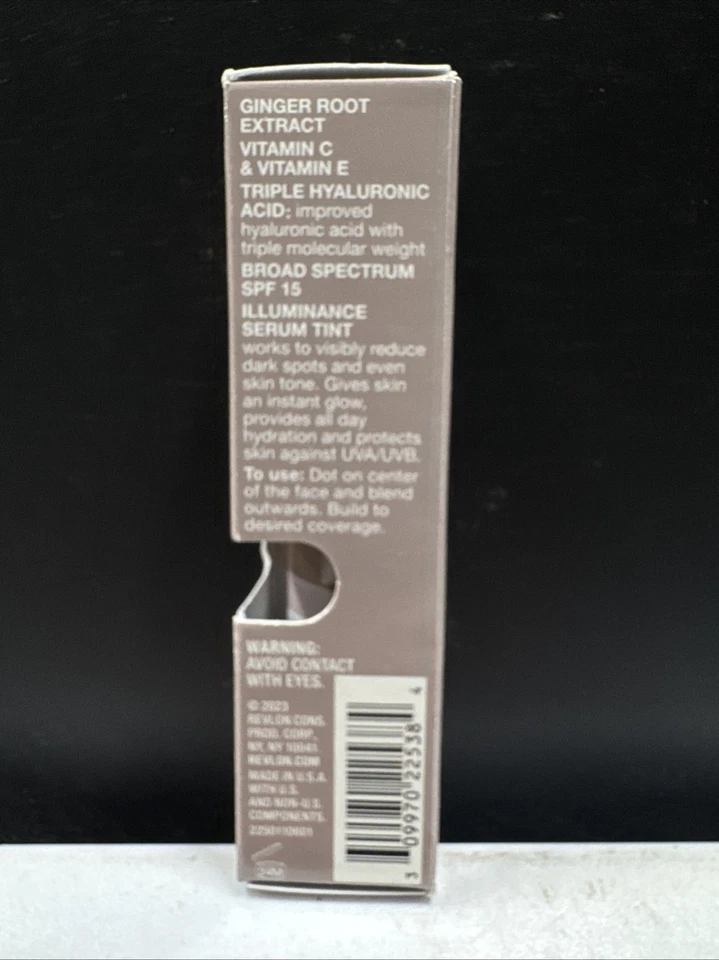 GINGER ROOT
EXTRACT
VITAMIN C
& VITAMIN E
TRIPLE HYALURONIC
ACID: improved
hyaluronic acid with
triple molecular weight
BROAD SPECTRUM
SPF 15
ILLUMINANCE
SERUM TINT
works to visibly reduce
dark spots and even
skin tone. Gives skin
an instant glow,
provides all day
hydration and protects
skin against UVA/UVB.
To use: Dot on center
of the face and blend
outwards. Build to
desired coverage.
WARNING:
AVOID CONTACT
WITH EYES.
© 2023
REVLON CONS.
PROD. CORP.,
NY, NY 10041
REVLON.COM
MADE IN U.S.A.
WITH U.S.
AND NON-U.S.
COMPONENTS.
24M
3 09970 22538 4